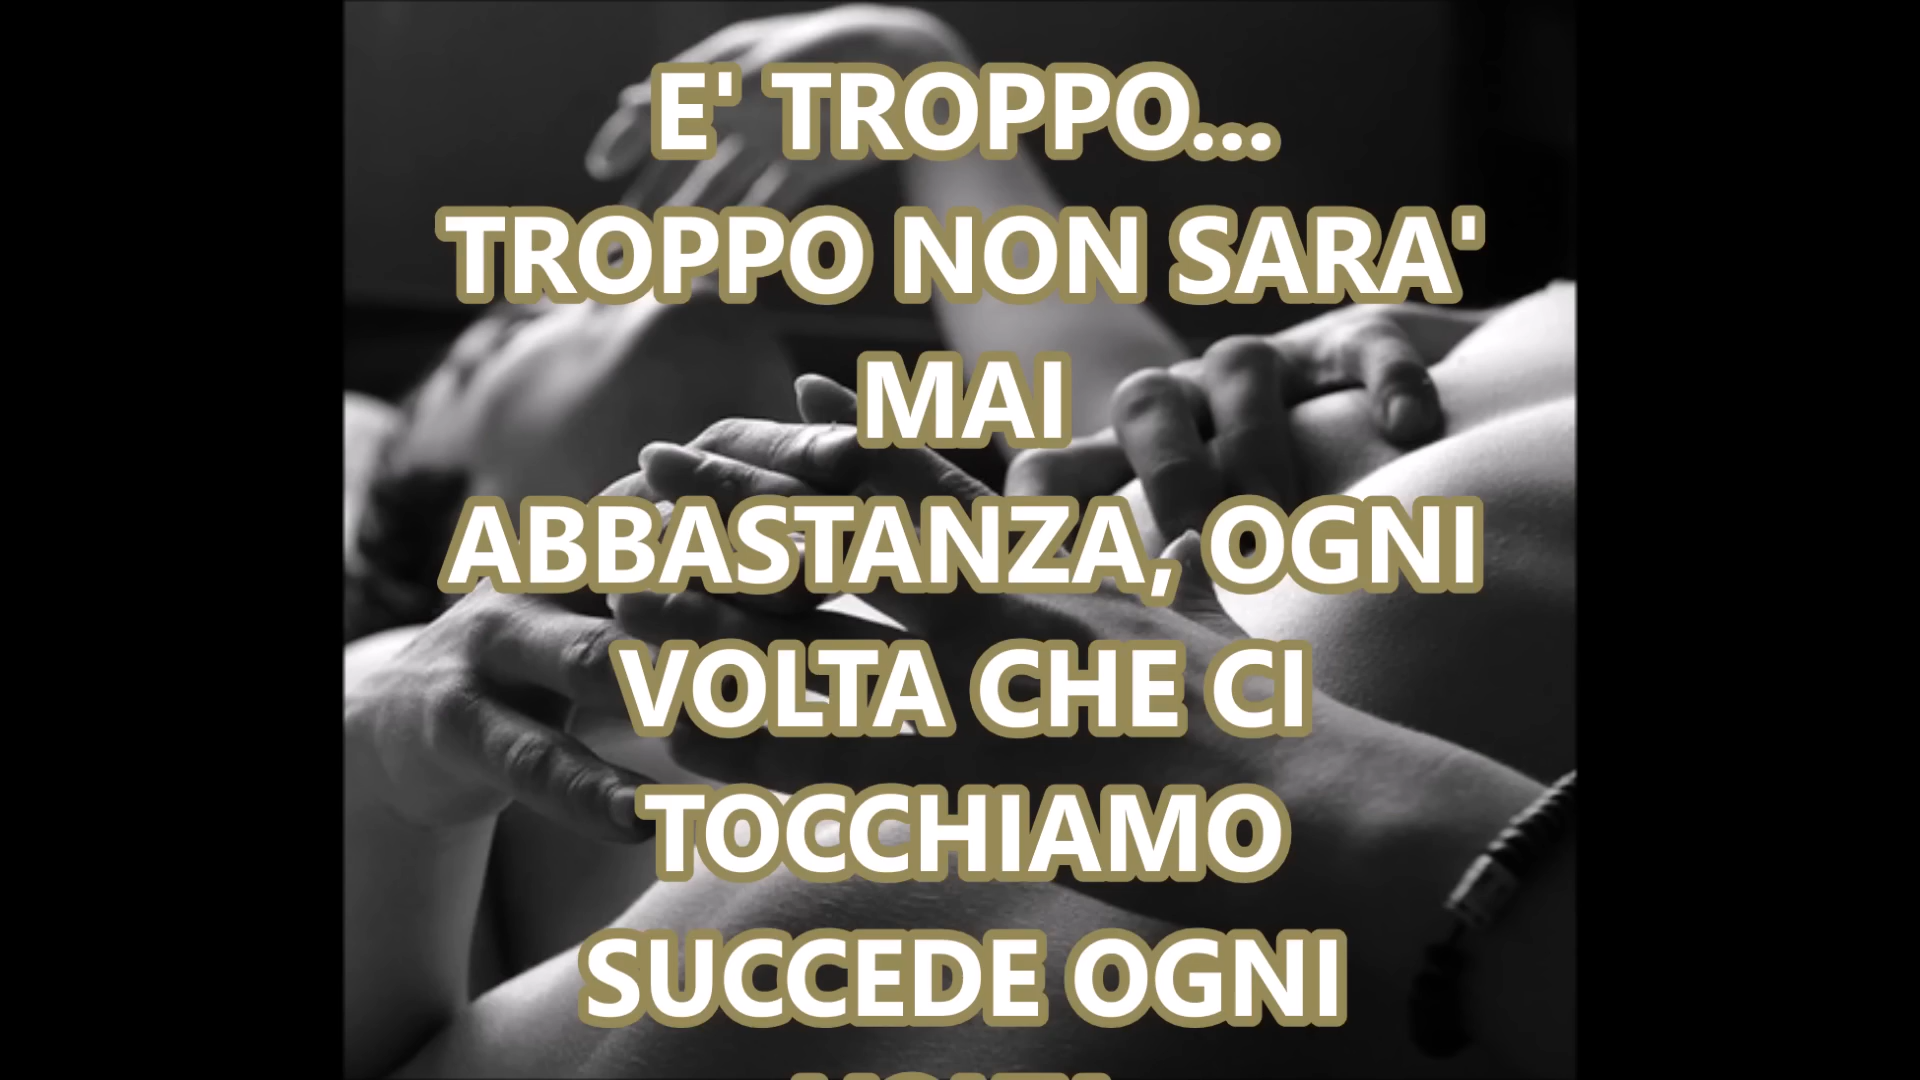 E' TROPPO...
TROPPO NON SARA'
MAI
ABBASTANZA, OGNI
VOLTA CHE CI
TOCCHIAMO
SUCCEDE OGNI